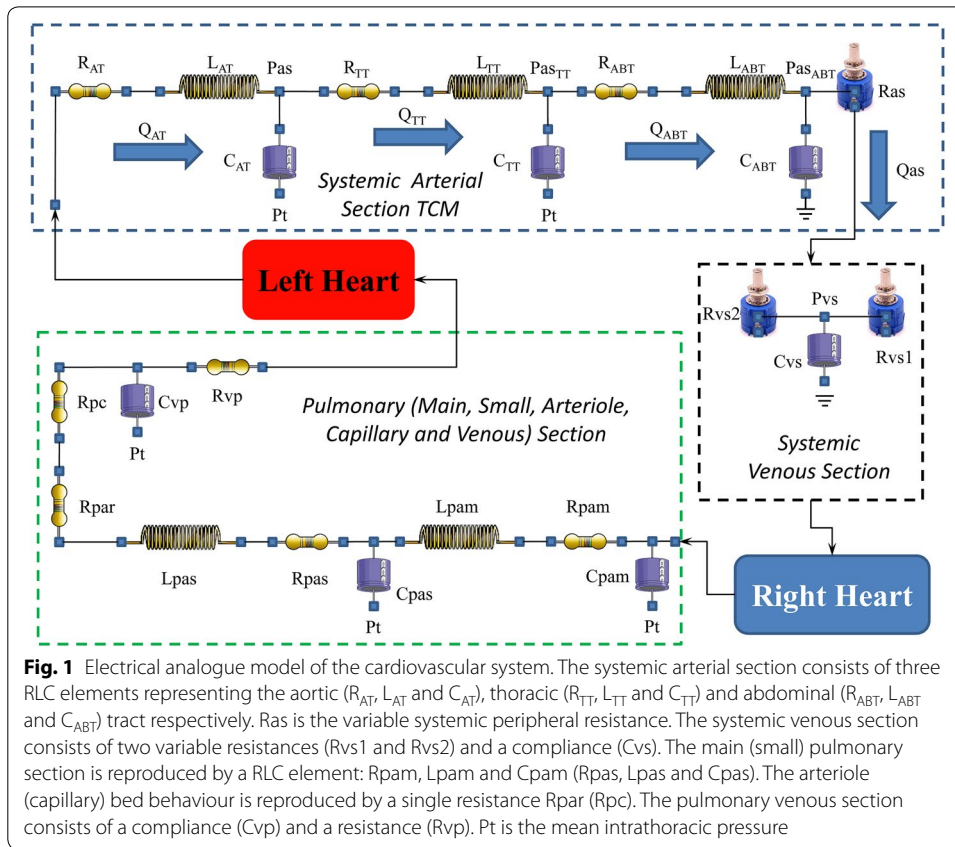 R_AT
L_AT
Pas
R_TT
L_TT
Pas_TT
R_ABT
L_ABT
Pas_ABT
Ras
Q_AT
Q_TT
Q_ABT
Qas
C_AT
C_TT
C_ABT
Systemic Arterial
Section TCM
Pt
Pt
Left Heart
Rvs2
Pvs
Cvs
Rvs1
Systemic
Venous Section
Rpc
Cvp
Rvp
Pt
Pulmonary (Main, Small, Arteriole,
Capillary and Venous) Section
Rpar
Lpas
Rpas
Cpas
Lpam
Rpam
Cpam
Pt
Pt
Right Heart
Fig. 1 Electrical analogue model of the cardiovascular system. The systemic arterial section consists of three
RLC elements representing the aortic (R_AT, L_AT and C_AT), thoracic (R_TT, L_TT and C_TT) and abdominal (R_ABT, L_ABT
and C_ABT) tract respectively. Ras is the variable systemic peripheral resistance. The systemic venous section
consists of two variable resistances (Rvs1 and Rvs2) and a compliance (Cvs). The main (small) pulmonary
section is reproduced by a RLC element: Rpam, Lpam and Cpam (Rpas, Lpas and Cpas). The arteriole
(capillary) bed behaviour is reproduced by a single resistance Rpar (Rpc). The pulmonary venous section
consists of a compliance (Cvp) and a resistance (Rvp). Pt is the mean intrathoracic pressure